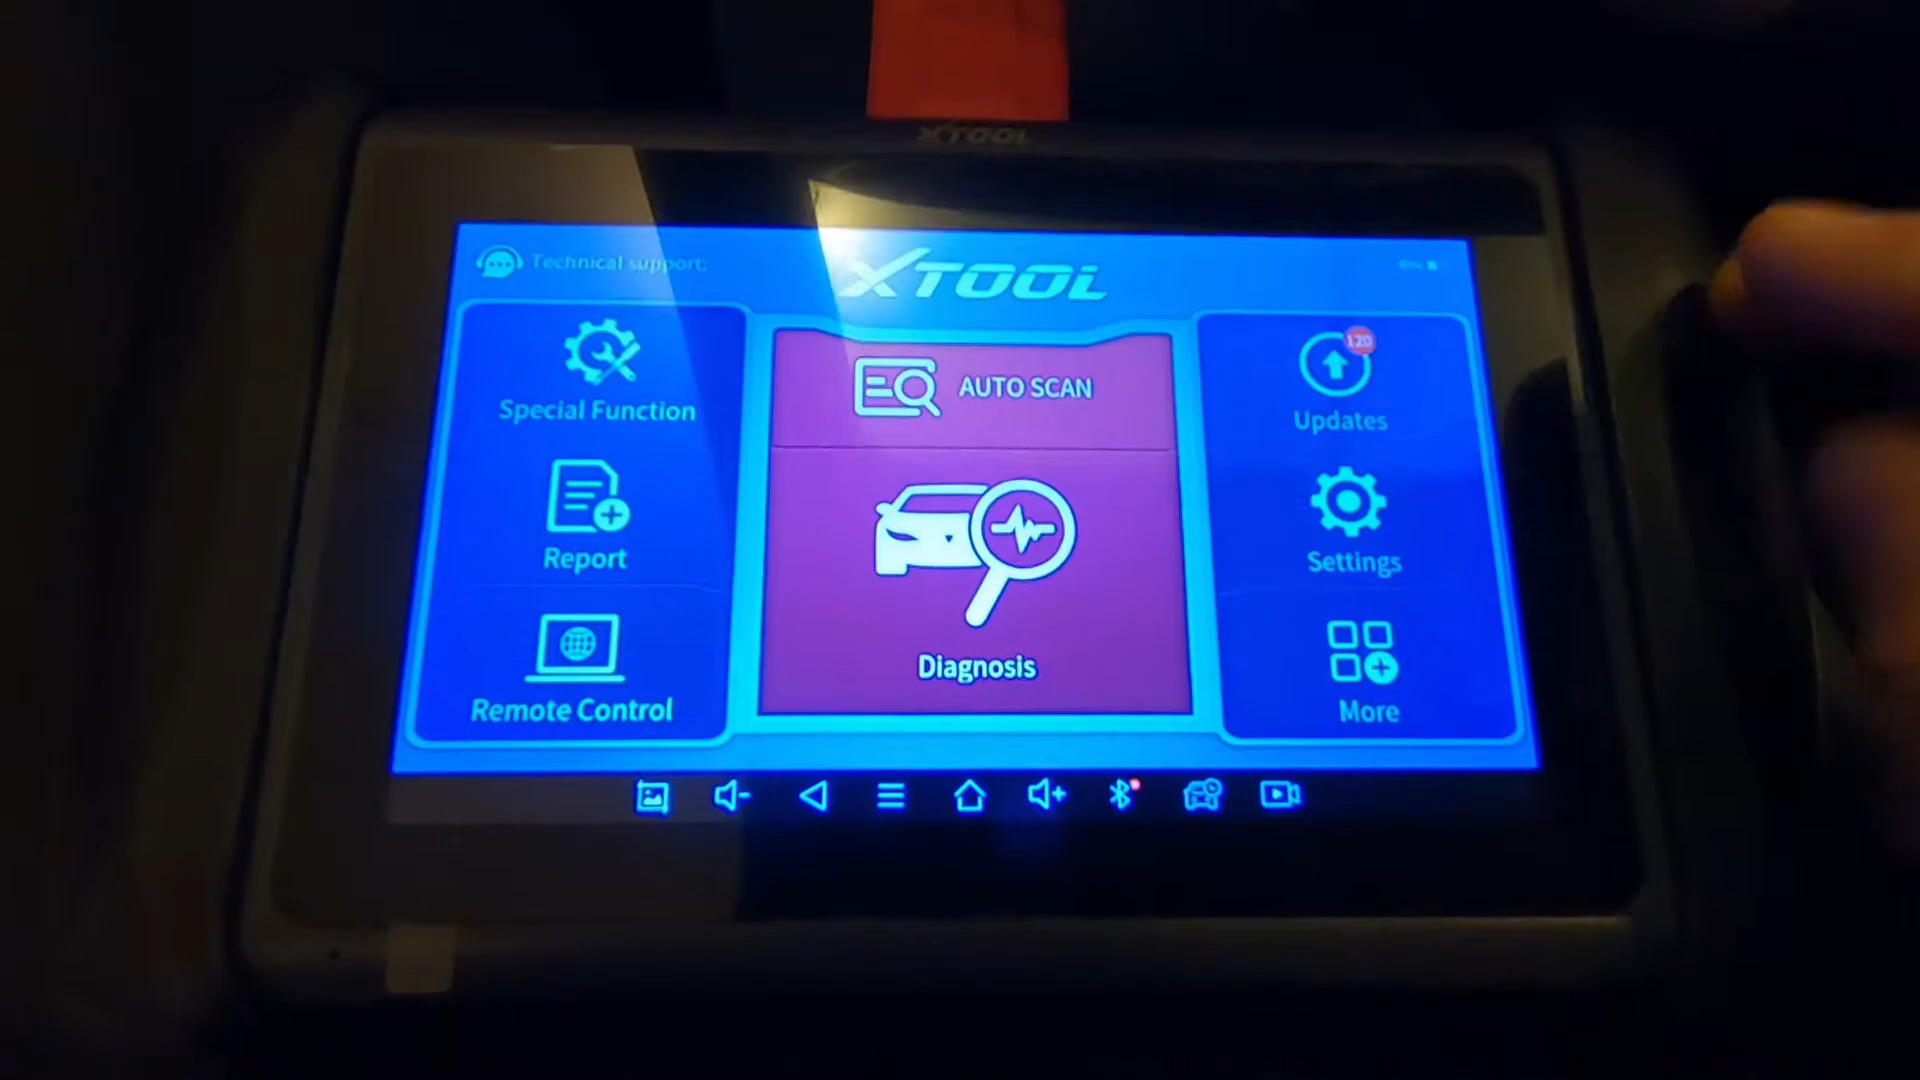 XTOOL
Technical support:
XTOOL
Special Function
AUTO SCAN
120
Updates
Report
Diagnosis
Settings
Remote Control
More